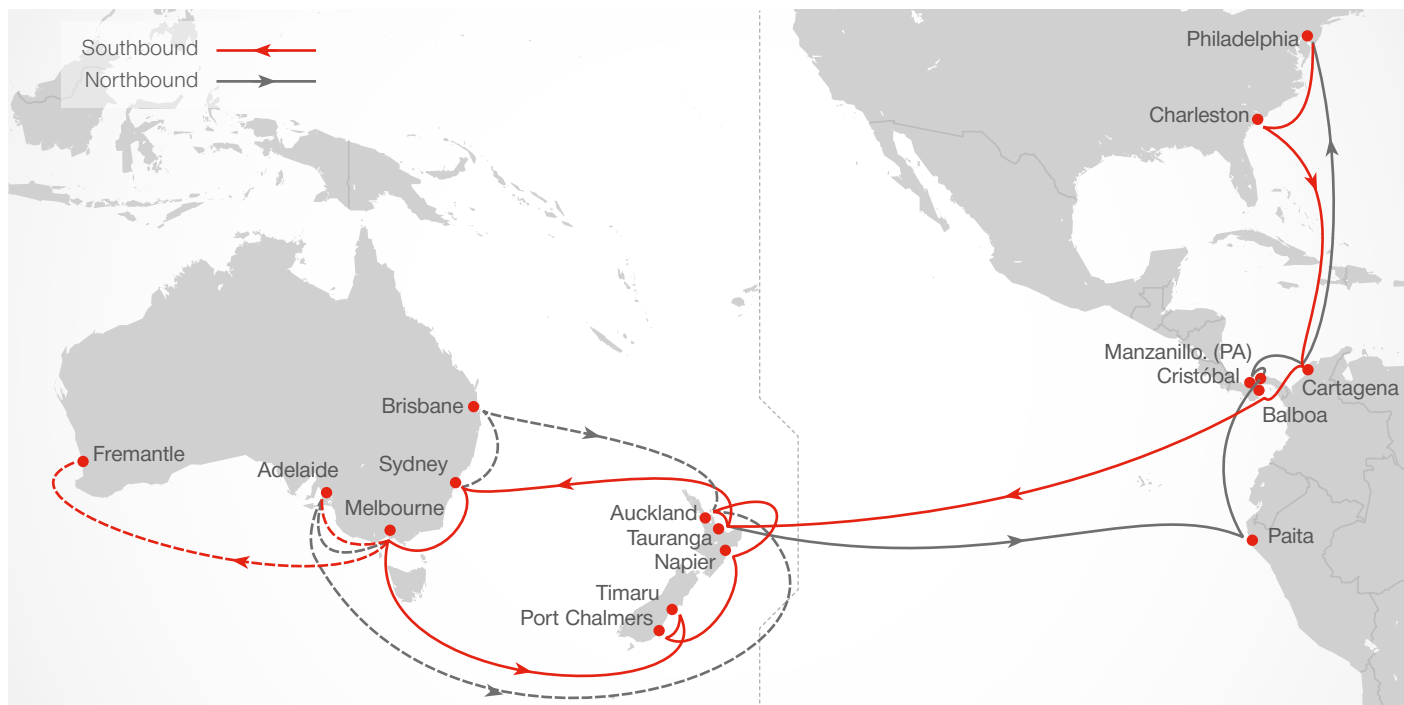 Southbound
Northbound
Philadelphia
Charleston
Manzanillo. (PA)
Cristóbal
Cartagena
Balboa
Brisbane
Fremantle
Adelaide
Sydney
Melbourne
Auckland
Tauranga
Napier
Paita
Timaru
Port Chalmers